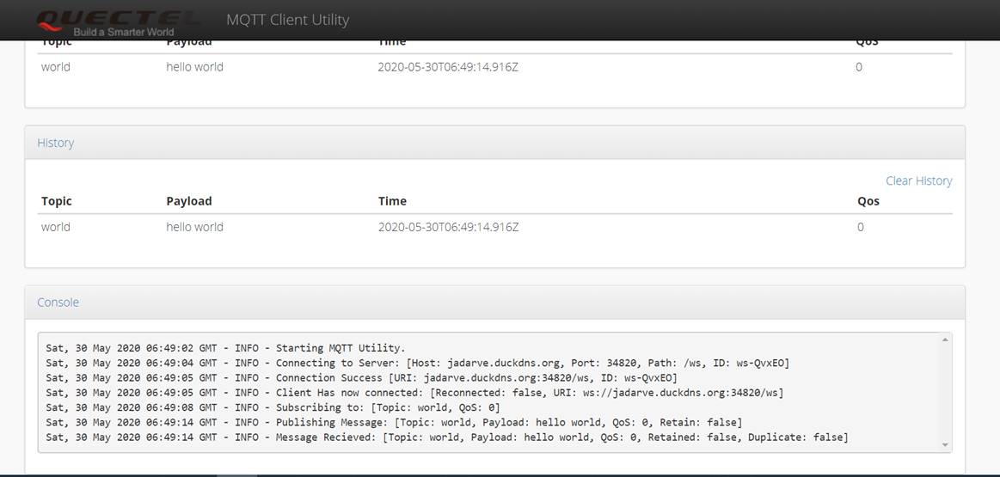 QUECTEL MQTT Client Utility
Build a Smarter World
Topic Payload Time QoS
world hello world 2020-05-30T06:49:14.916Z 0
History
Clear History
Topic Payload Time Qos
world hello world 2020-05-30T06:49:14.916Z 0
Console
Sat, 30 May 2020 06:49:02 GMT - INFO - Starting MQTT Utility.
Sat, 30 May 2020 06:49:04 GMT - INFO - Connecting to Server: [Host: jadarve.duckdns.org, Port: 34820, Path: /ws, ID: ws-QvxEO]
Sat, 30 May 2020 06:49:05 GMT - INFO - Connection Success [URI: jadarve.duckdns.org:34820/ws, ID: ws-QvxEO]
Sat, 30 May 2020 06:49:05 GMT - INFO - Client Has now connected: [Reconnected: false, URI: ws://jadarve.duckdns.org:34820/ws]
Sat, 30 May 2020 06:49:08 GMT - INFO - Subscribing to: [Topic: world, QoS: 0]
Sat, 30 May 2020 06:49:14 GMT - INFO - Publishing Message: [Topic: world, Payload: hello world, QoS: 0, Retain: false]
Sat, 30 May 2020 06:49:14 GMT - INFO - Message Recieved: [Topic: world, Payload: hello world, QoS: 0, Retained: false, Duplicate: false]